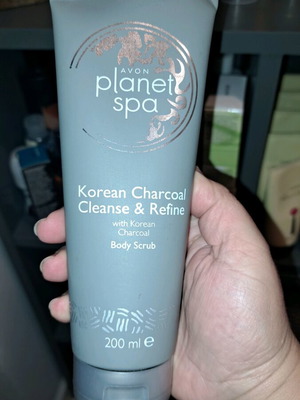 AVON
planet
spa
Korean Charcoal
Cleanse & Refine
with Korean
Charcoal
Body Scrub
200 ml e